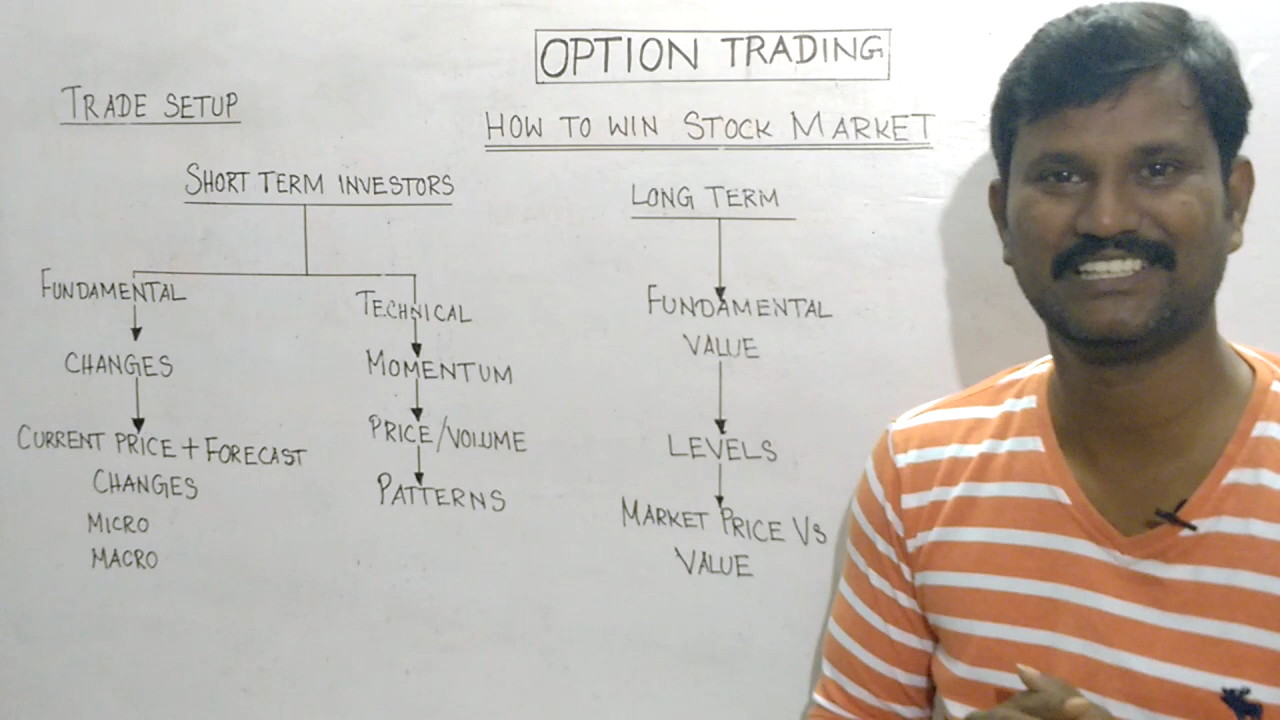 OPTION TRADING
TRADE SETUP
HOW TO WIN STOCK MARKET
SHORT TERM INVESTORS
FUNDAMENTAL
CHANGES
CURRENT PRICE + FORECAST
CHANGES
MICRO
MACRO
TECHNICAL
MOMENTUM
PRICE/VOLUME
PATTERNS
LONG TERM
FUNDAMENTAL
VALUE
LEVELS
MARKET PRICE VS
VALUE